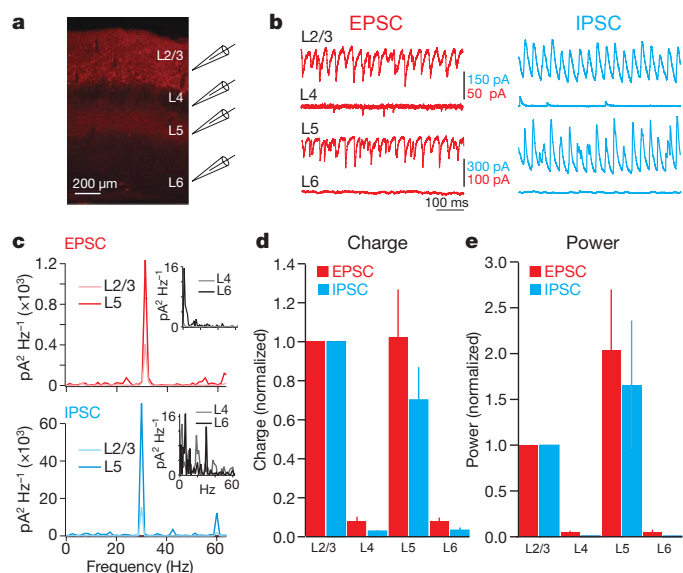 a
L2/3
L4
L5
L6
200 μm
b
EPSC
IPSC
L2/3
150 pA
50 pA
L4
L5
300 pA
100 pA
L6
100 ms
c
EPSC
pA² Hz⁻¹ (×10³)
1.2
0.8
0.4
0
L2/3
L5
pA² Hz⁻¹
16
0
L4
L6
IPSC
pA² Hz⁻¹ (×10³)
60
40
20
0
L2/3
L5
pA² Hz⁻¹
16
0
L4
L6
0 Hz 60
0 20 40 60
Frequency (Hz)
d
Charge
Charge (normalized)
1.4
1.2
1.0
0.8
0.6
0.4
0.2
0
EPSC
IPSC
L2/3 L4 L5 L6
e
Power
Power (normalized)
3.0
2.5
2.0
1.5
1.0
0.5
0
EPSC
IPSC
L2/3 L4 L5 L6